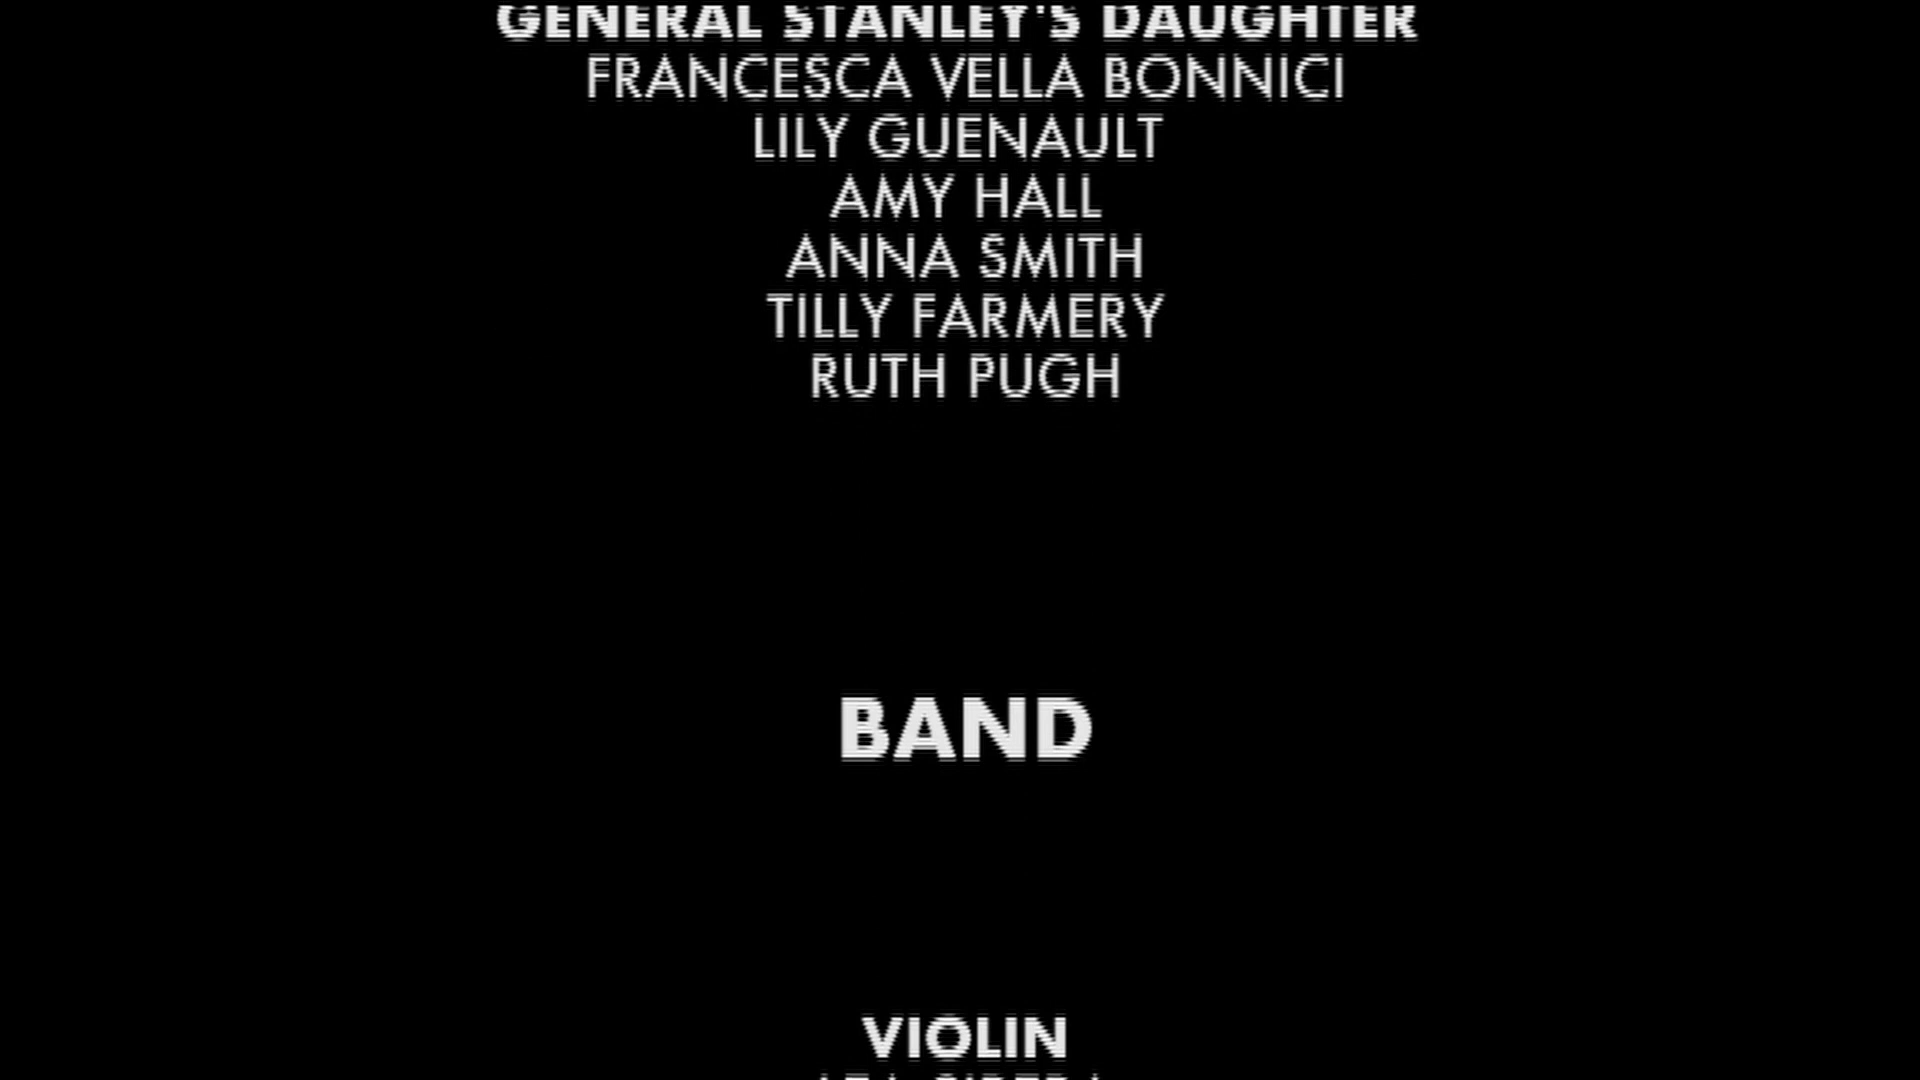 GENERAL STANLEY'S DAUGHTER
FRANCESCA VELLA BONNICI
LILY GUENAULT
AMY HALL
ANNA SMITH
TILLY FARMERY
RUTH PUGH
BAND
VIOLIN